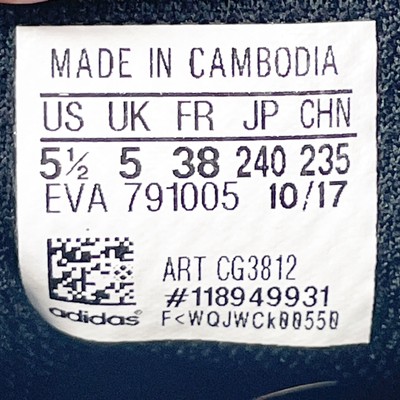 MADE IN CAMBODIA
US UK FR JP CHN
5½ 5 38 240 235
EVA 791005 10/17
ART CG3812
#118949931
adidas® F<WQJWCk00550